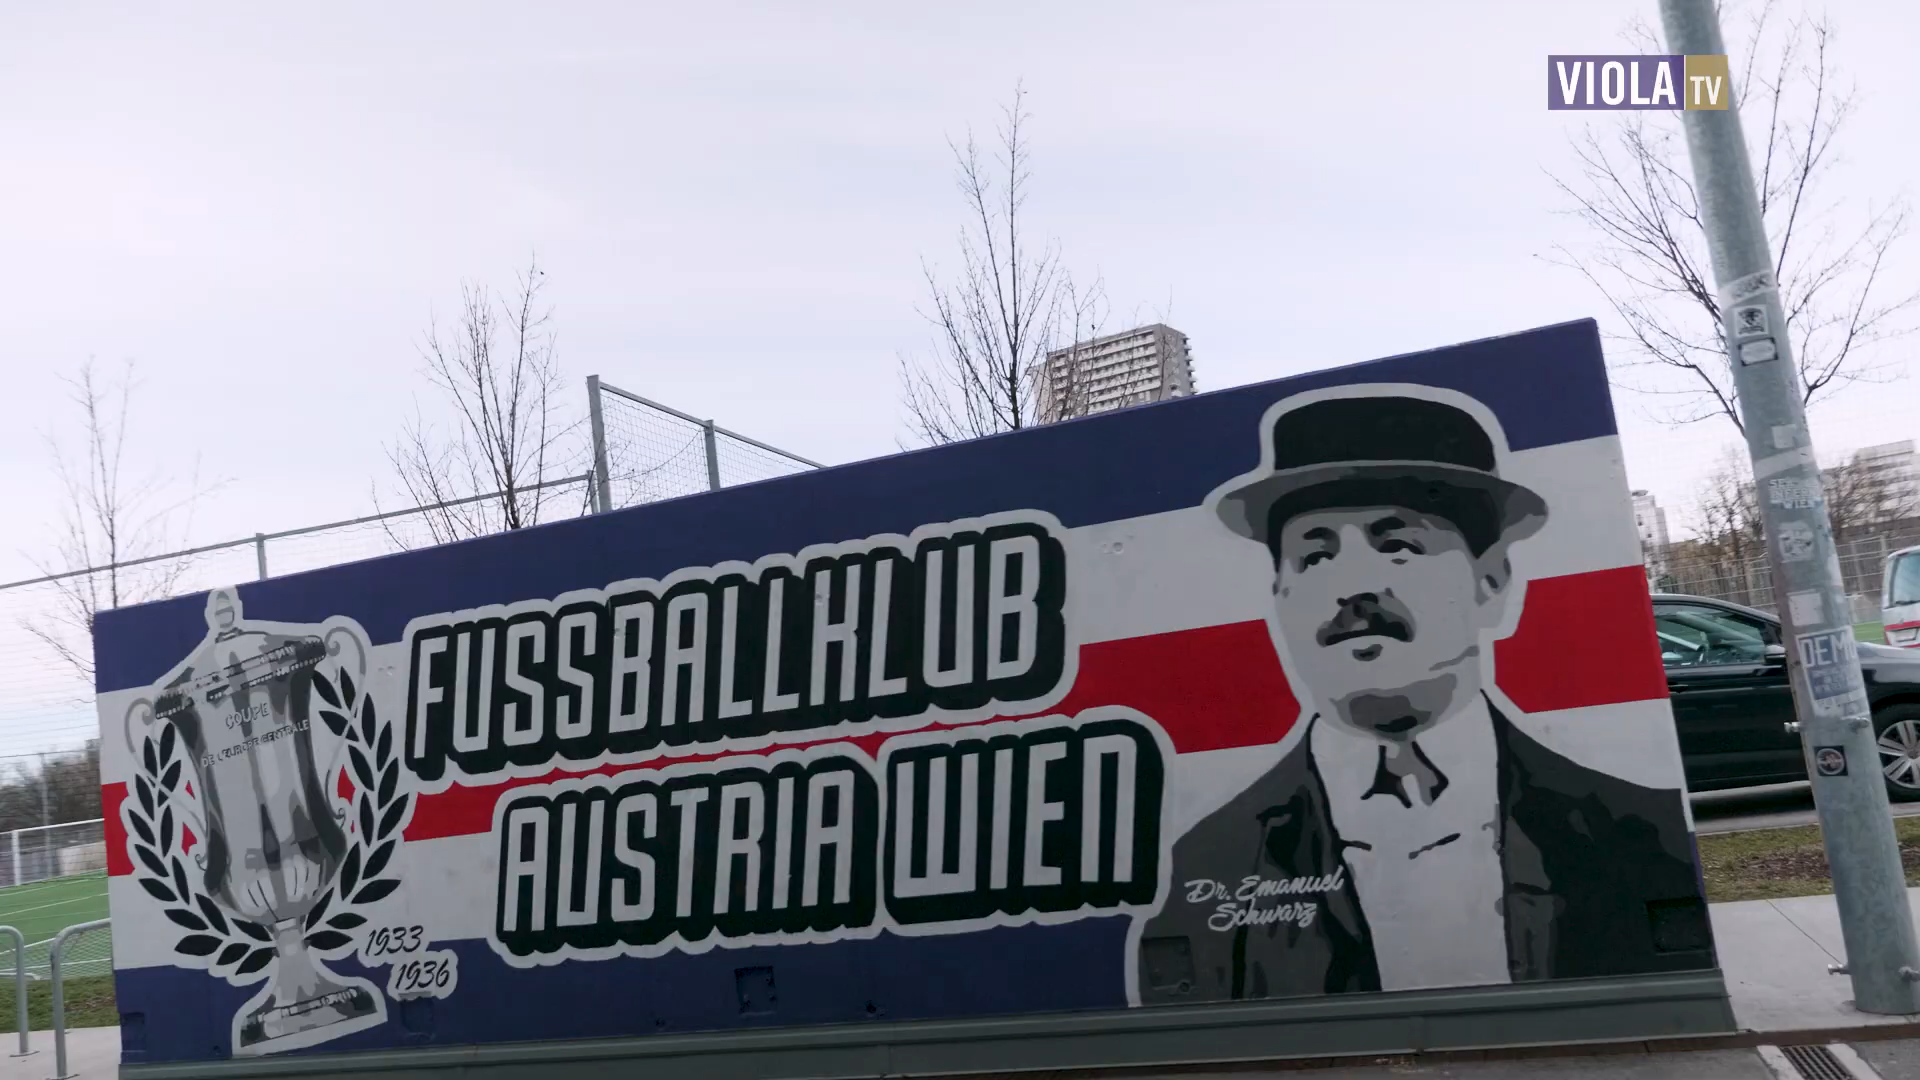 VIOLA TV
FUSSBALLKLUB
AUSTRIA WIEN
COUPE
DE L'EUROPE CENTRALE
1933
1936
Dr. Emanuel
Schwarz